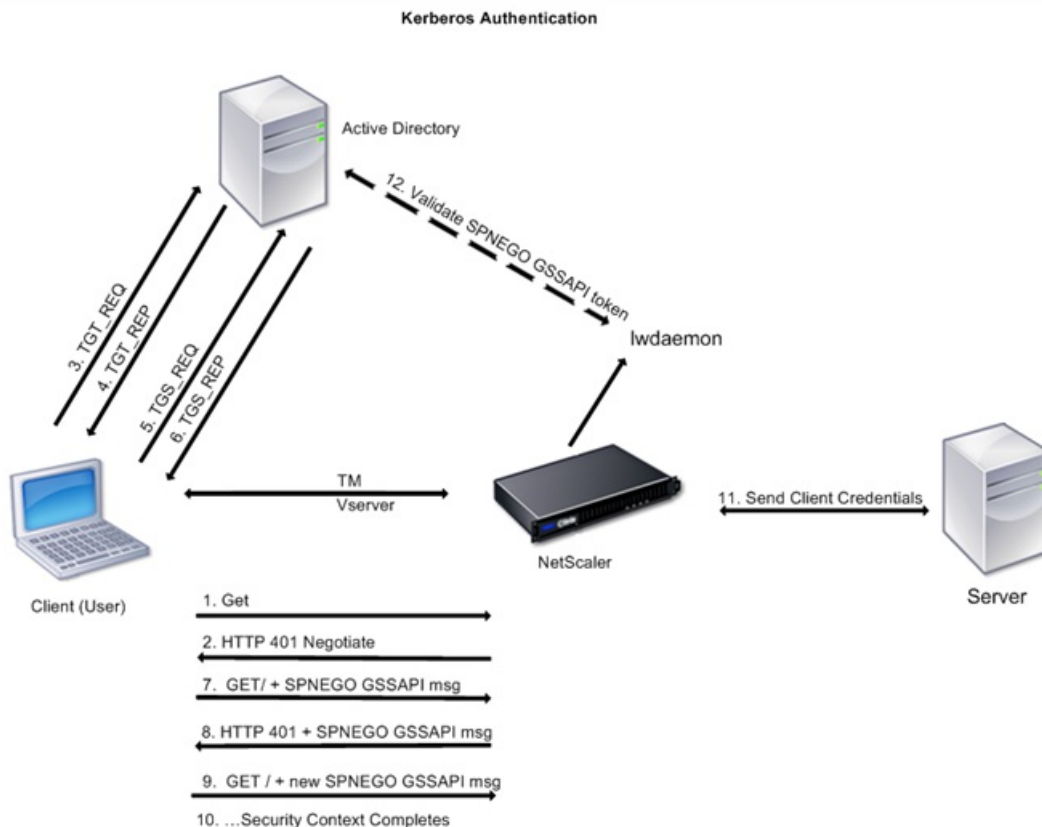 Kerberos Authentication
Active Directory
12. Validate SPNEGO GSSAPI token
3. TGT_REQ
4. TGT_REP
5. TGS_REQ
6. TGS_REP
lwdaemon
TM
Vserver
11. Send Client Credentials
NetScaler
Client (User)
Server
1. Get
2. HTTP 401 Negotiate
7. GET/ + SPNEGO GSSAPI msg
8. HTTP 401 + SPNEGO GSSAPI msg
9. GET / + new SPNEGO GSSAPI msg
10. ...Security Context Completes